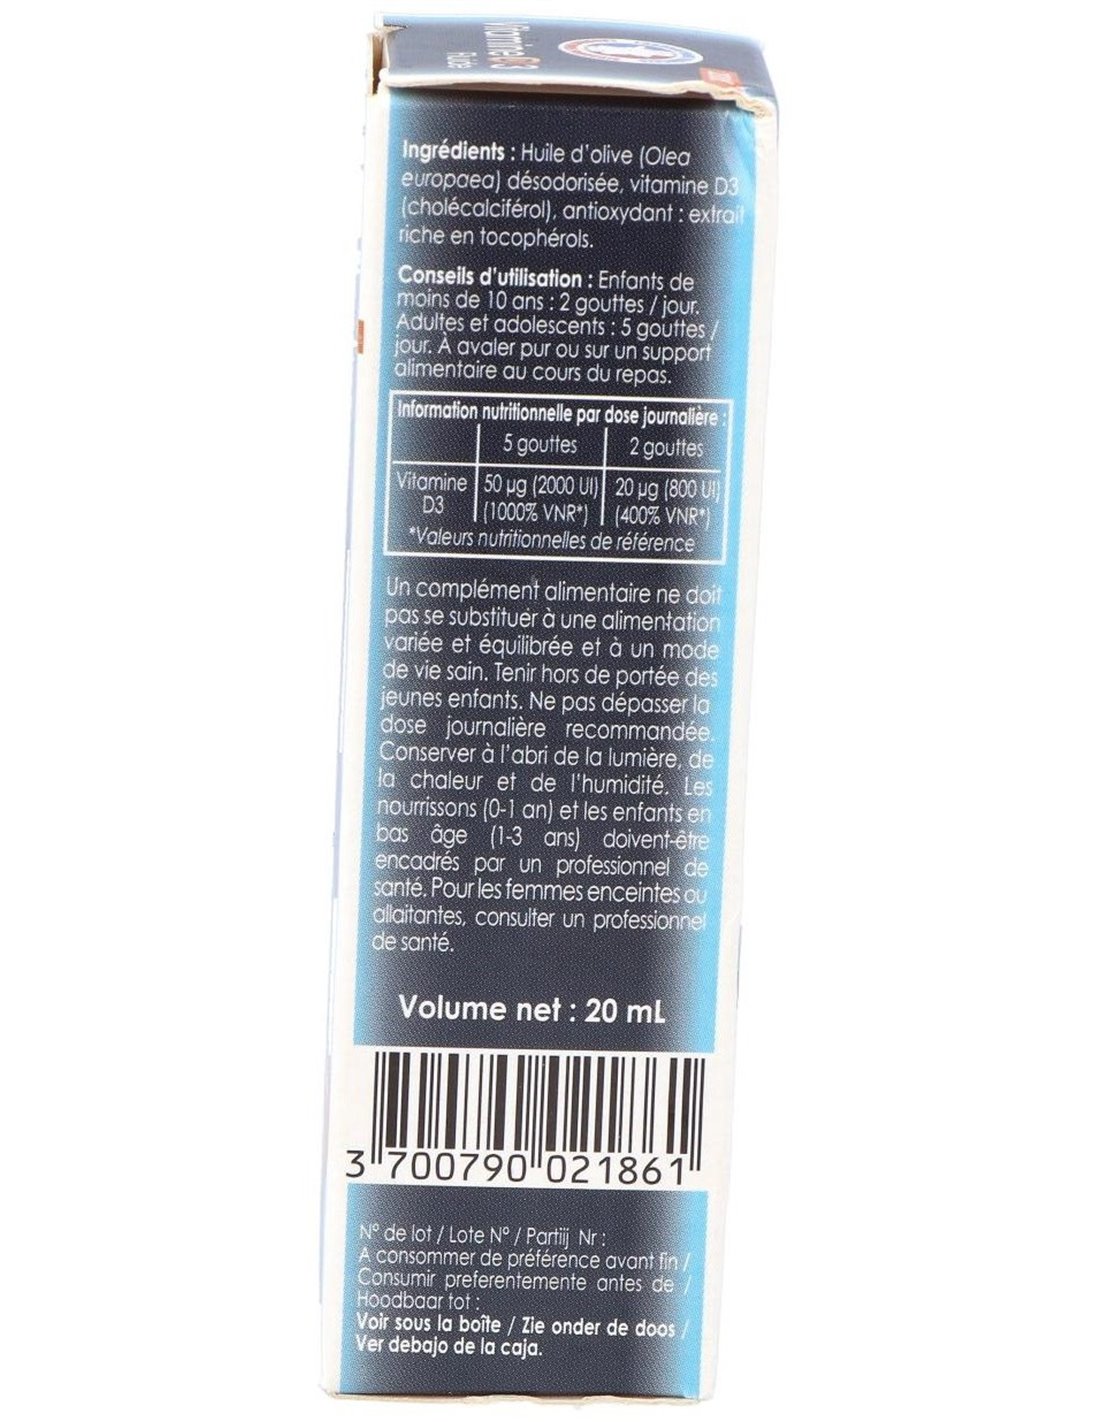 Vitamine D3
Ingrédients : Huile d'olive (Olea
europaea) désodorisée, vitamine D3
(cholécalciférol), antioxydant : extrait
riche en tocophérols.
Conseils d'utilisation : Enfants de
moins de 10 ans : 2 gouttes / jour.
Adultes et adolescents : 5 gouttes /
jour. À avaler pur ou sur un support
alimentaire au cours du repas.
Information nutritionnelle par dose journalière :
5 gouttes 2 gouttes
Vitamine 50 µg (2000 UI) 20 µg (800 UI)
D3 (1000% VNR*) (400% VNR*)
*Valeurs nutritionnelles de référence
Un complément alimentaire ne doit
pas se substituer à une alimentation
variée et équilibrée et à un mode
de vie sain. Tenir hors de portée des
jeunes enfants. Ne pas dépasser la
dose journalière recommandée.
Conserver à l'abri de la lumière, de
la chaleur et de l'humidité. Les
nourrissons (0-1 an) et les enfants en
bas âge (1-3 ans) doivent-être
encadrés par un professionnel de
santé. Pour les femmes enceintes ou
allaitantes, consulter un professionnel
de santé.
Volume net : 20 mL
3 700790 021861
N° de lot / Lote N° / Partiij Nr :
A consommer de préférence avant fin /
Consumir preferentemente antes de /
Hoodbaar tot :
Voir sous la boîte / Zie onder de doos /
Ver debajo de la caja.